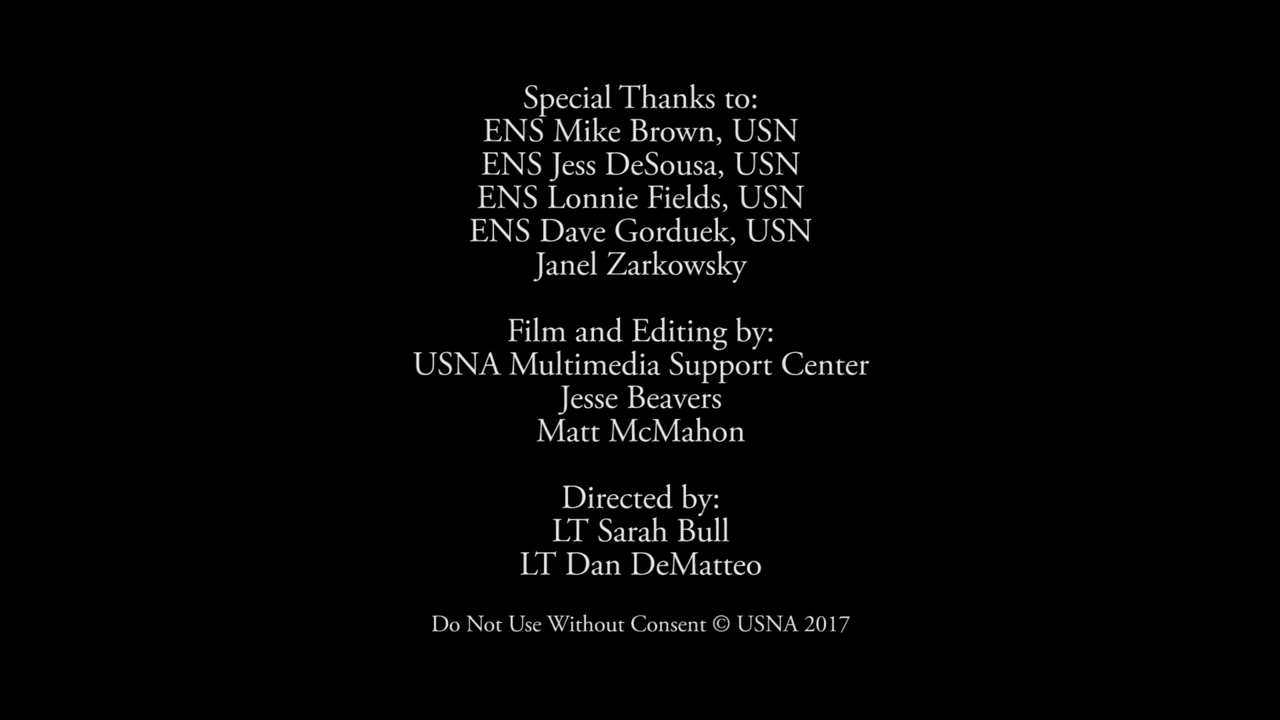 Special Thanks to:
ENS Mike Brown, USN
ENS Jess DeSousa, USN
ENS Lonnie Fields, USN
ENS Dave Gorduek, USN
Janel Zarkowsky
Film and Editing by:
USNA Multimedia Support Center
Jesse Beavers
Matt McMahon
Directed by:
LT Sarah Bull
LT Dan DeMatteo
Do Not Use Without Consent © USNA 2017